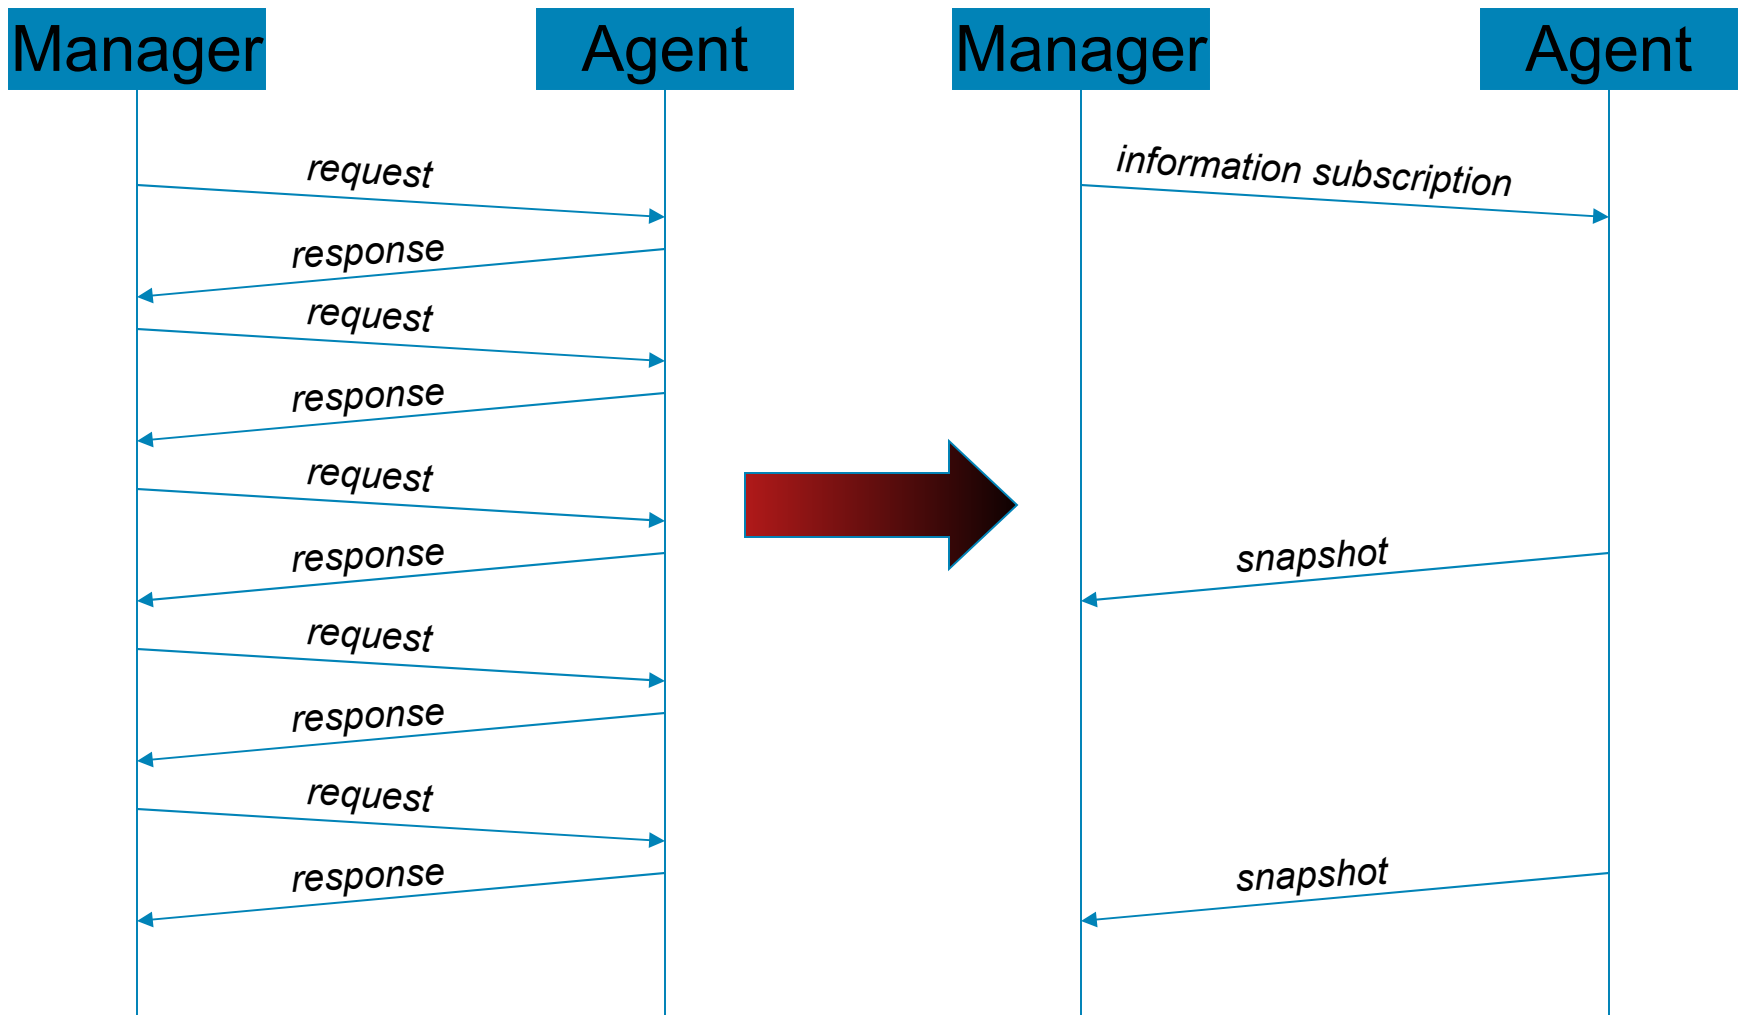 Manager
Agent
request
response
request
response
request
response
request
response
request
response
Manager
Agent
information subscription
snapshot
snapshot